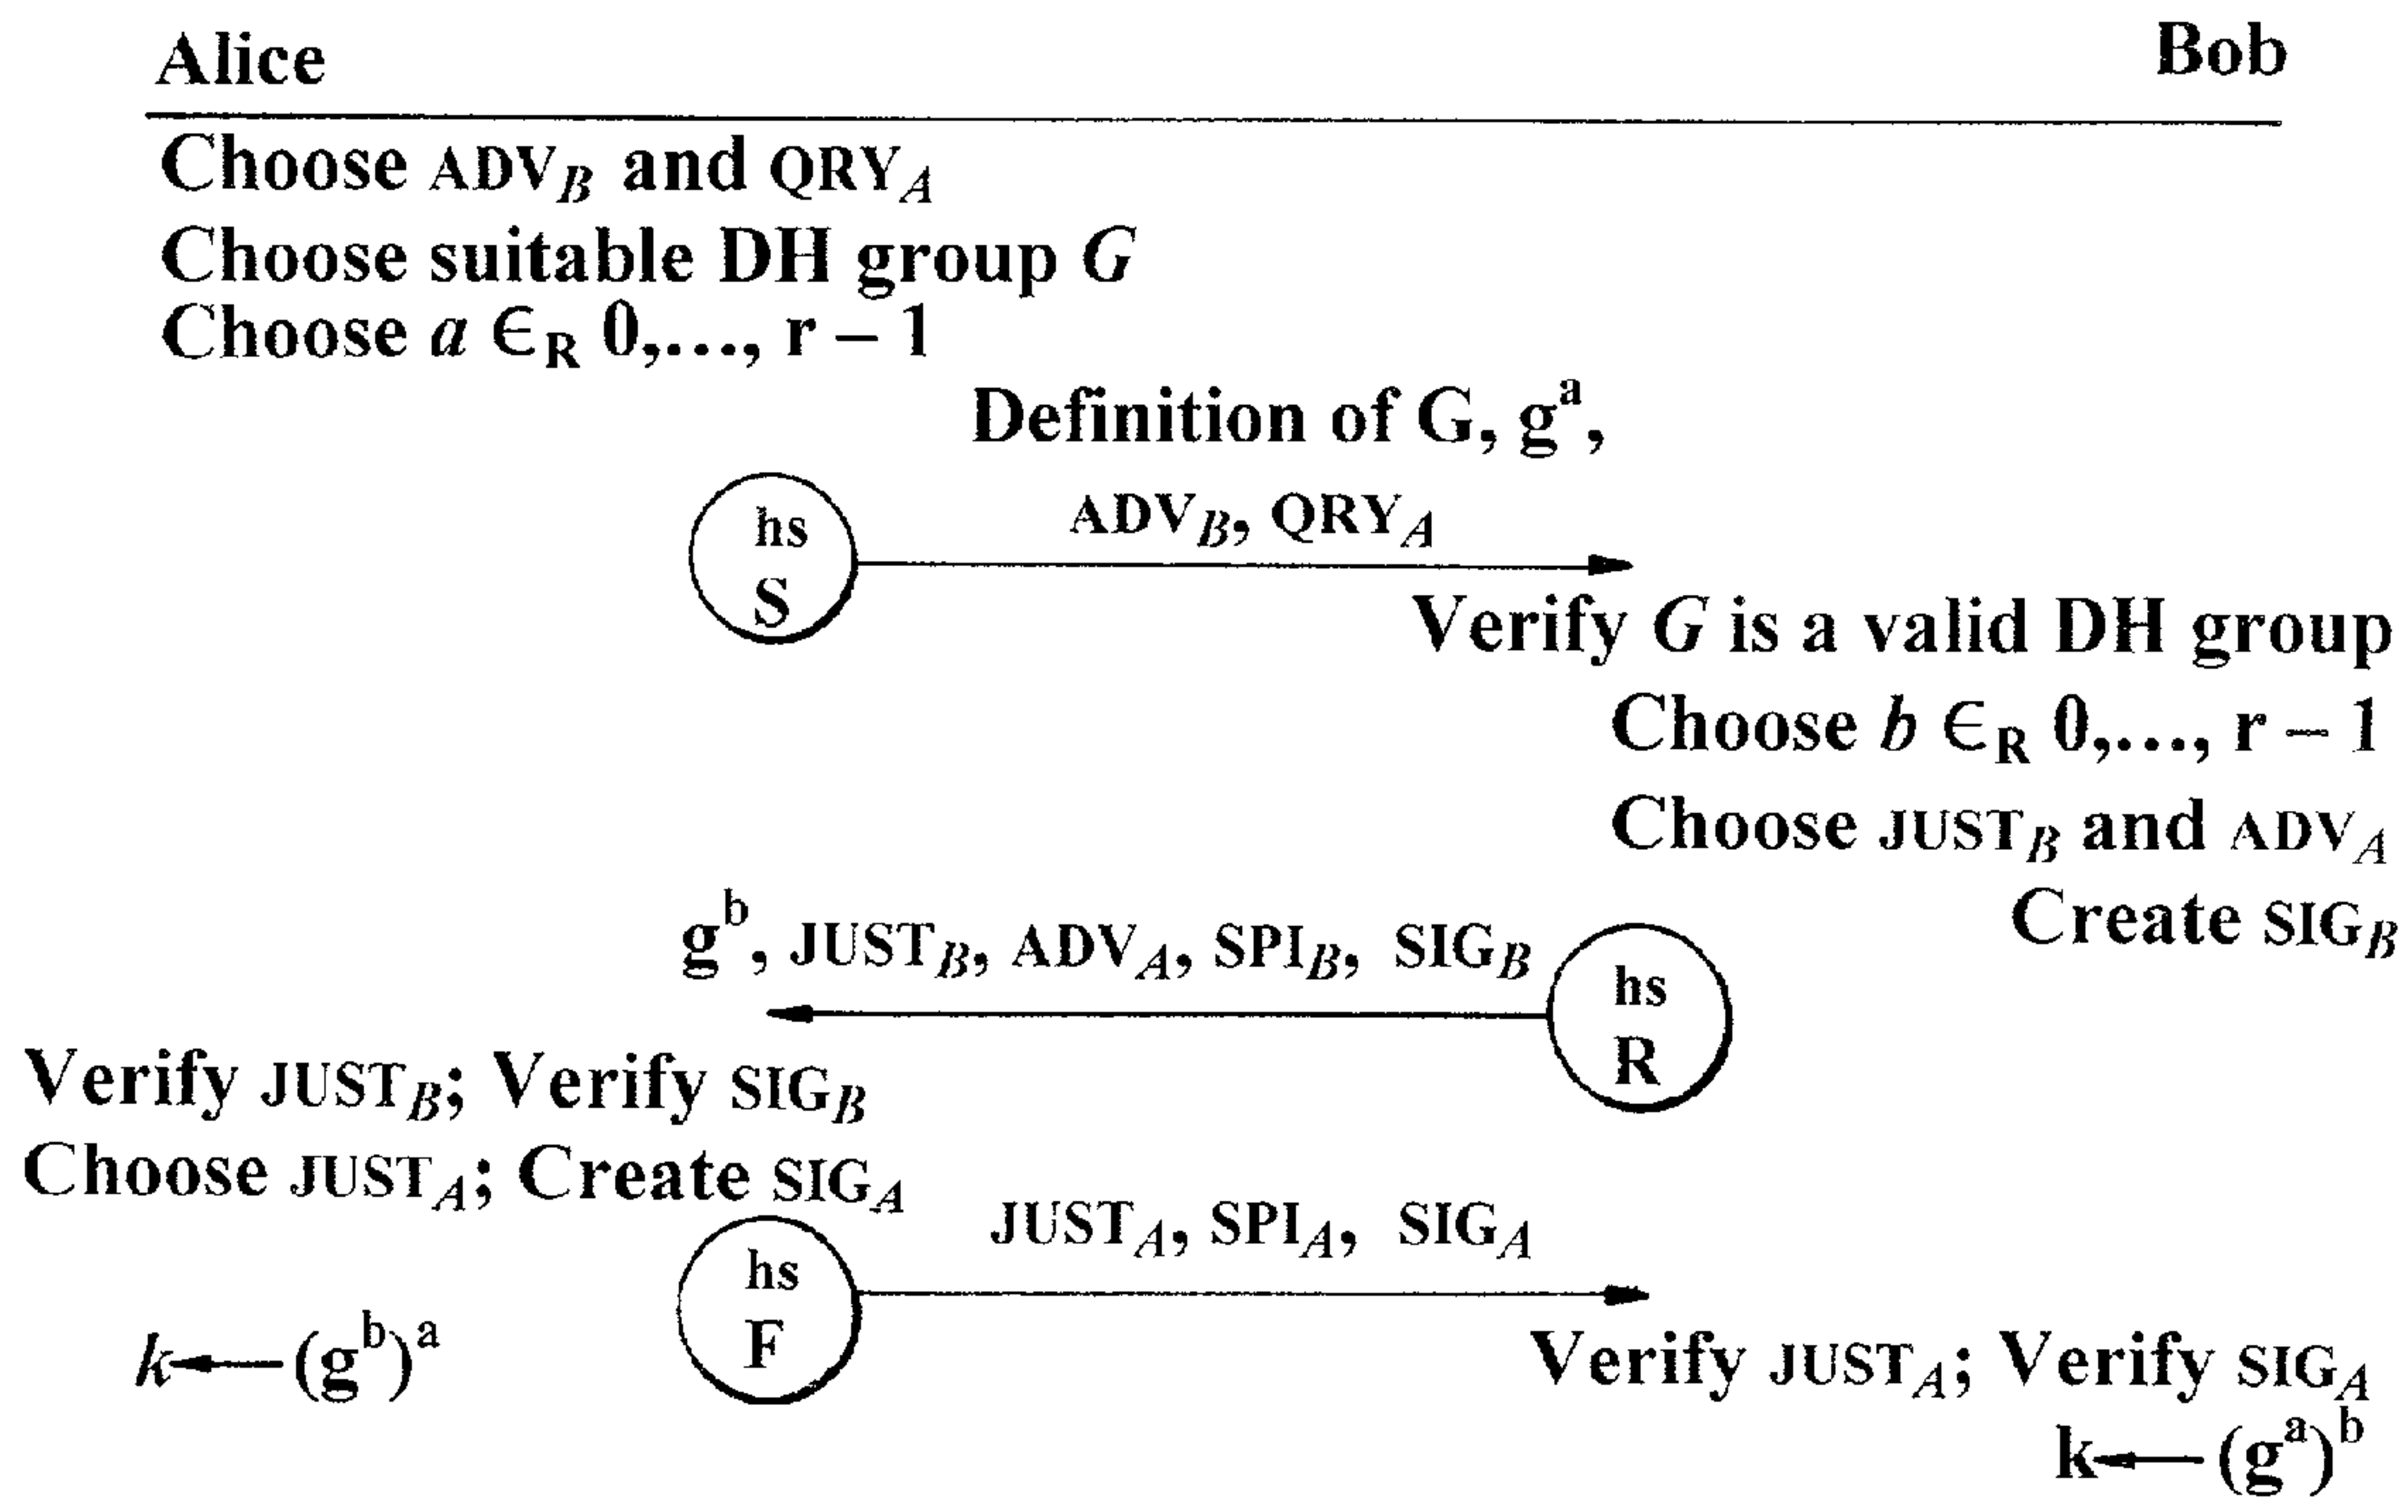 Alice Bob
Choose ADV_B and QRY_A
Choose suitable DH group G
Choose a ∈_R 0,..., r – 1
Definition of G, g^a,
ADV_B, QRY_A
hs
S
Verify G is a valid DH group
Choose b ∈_R 0,..., r – 1
Choose JUST_B and ADV_A
Create SIG_B
g^b, JUST_B, ADV_A, SPI_B, SIG_B
hs
R
Verify JUST_B; Verify SIG_B
Choose JUST_A; Create SIG_A
JUST_A, SPI_A, SIG_A
hs
F
k ← (g^b)^a
Verify JUST_A; Verify SIG_A
k ← (g^a)^b